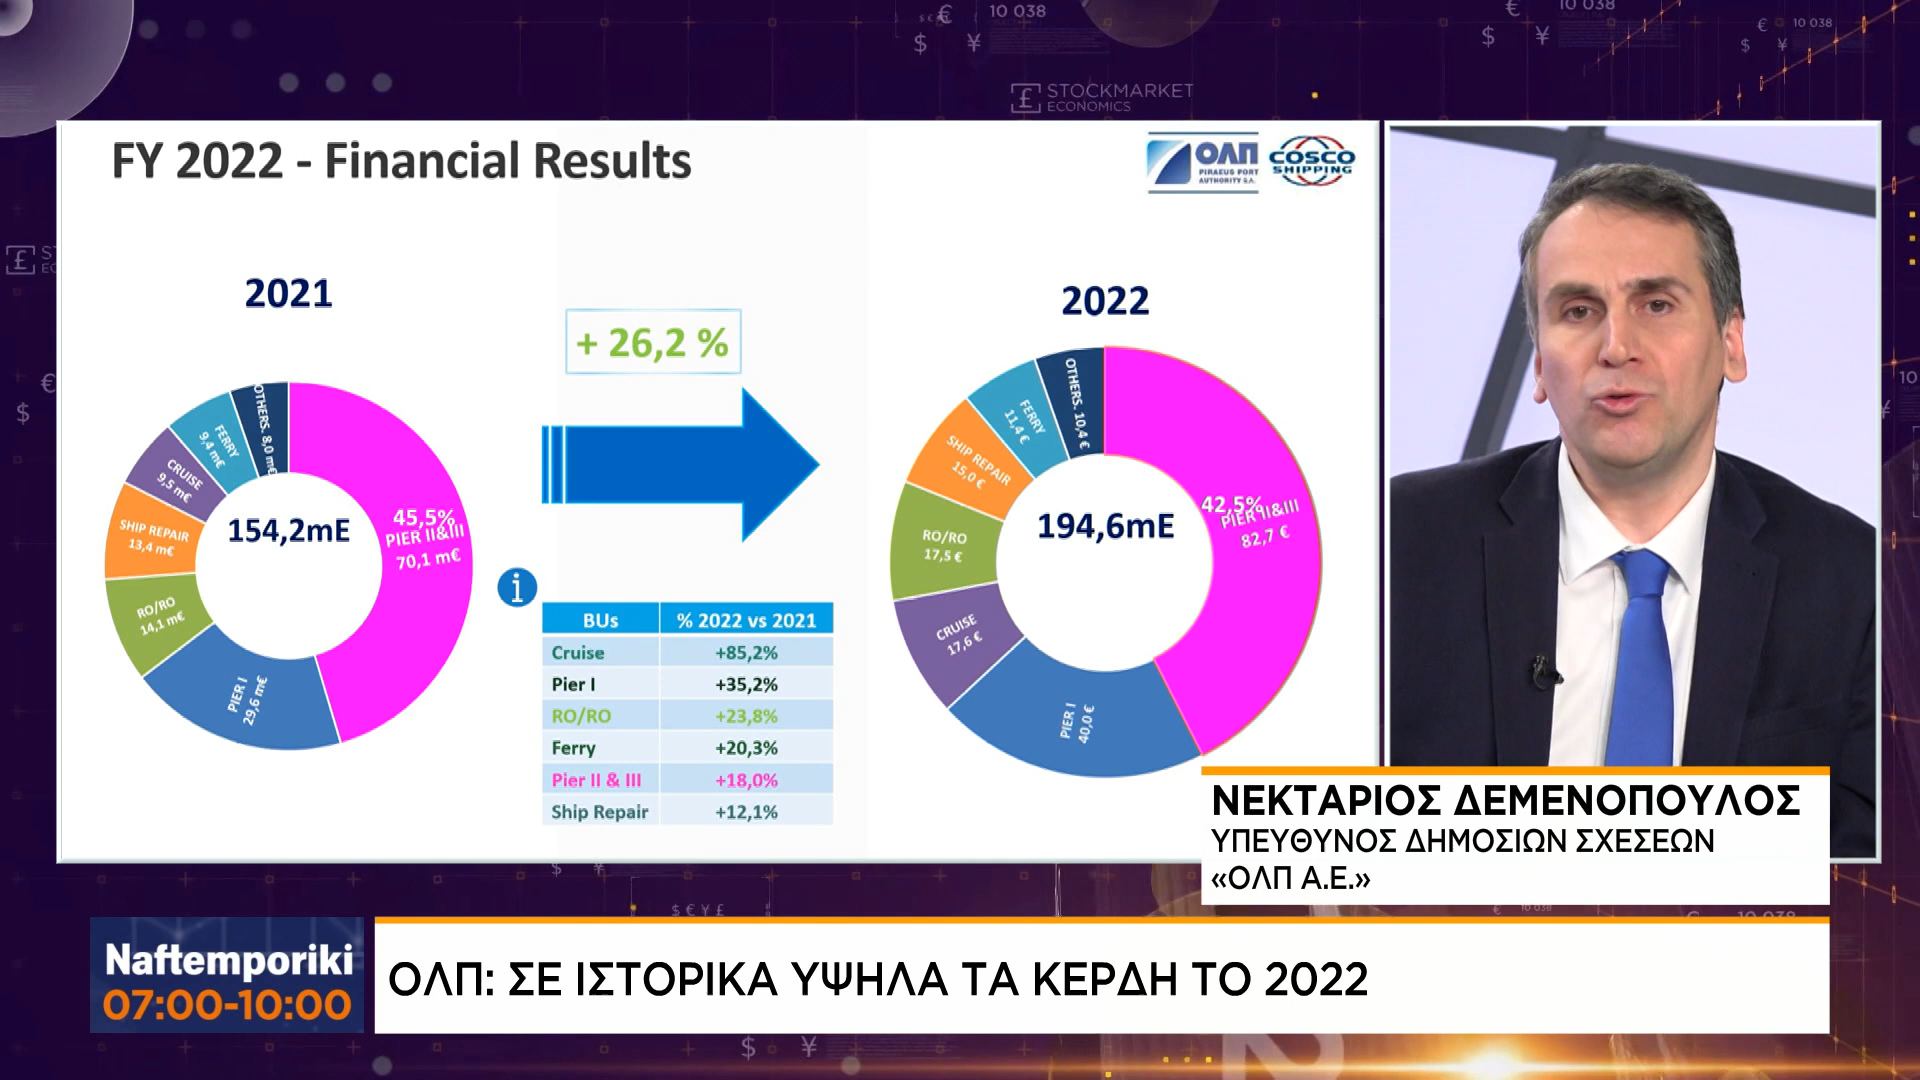 10 038
10 038
10 038
STOCKMARKET
ECONOMICS
FY 2022 - Financial Results
ΟΛΠ
PIRAEUS PORT
AUTHORITY S.A.
COSCO
SHIPPING
2021
+ 26,2 %
2022
OTHERS. 8,0 m€
FERRY
9,4 m€
CRUISE
9,5 m€
SHIP REPAIR
13,4 m€
RO/RO
14,1 m€
PIER I
29,6 m€
45,5%
PIER II&III
70,1 m€
154,2mE
OTHERS. 10,4 €
FERRY
11,4 €
SHIP REPAIR
15,0 €
RO/RO
17,5 €
CRUISE
17,6 €
PIER I
40,0 €
42,5%
PIER II&III
82,7 €
194,6mE
i
BUs % 2022 vs 2021
Cruise +85,2%
Pier I +35,2%
RO/RO +23,8%
Ferry +20,3%
Pier II & III +18,0%
Ship Repair +12,1%
ΝΕΚΤΑΡΙΟΣ ΔΕΜΕΝΟΠΟΥΛΟΣ
ΥΠΕΥΘΥΝΟΣ ΔΗΜΟΣΙΩΝ ΣΧΕΣΕΩΝ
«ΟΛΠ Α.Ε.»
Naftemporiki
07:00-10:00
ΟΛΠ: ΣΕ ΙΣΤΟΡΙΚΑ ΥΨΗΛΑ ΤΑ ΚΕΡΔΗ ΤΟ 2022